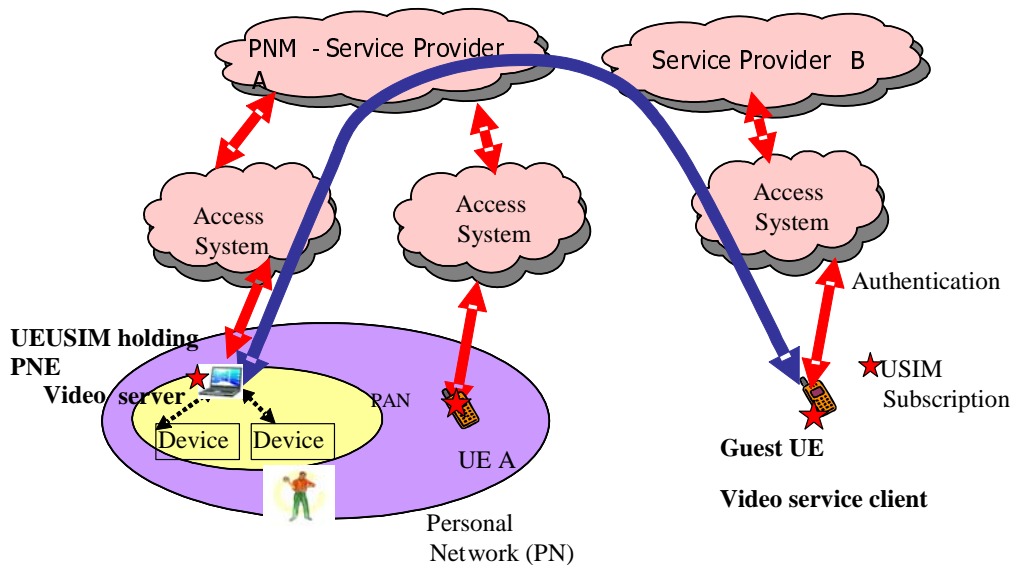 PNM - Service Provider
A
Service Provider B
Access
System
Access
System
Access
System
Authentication
UEUSIM holding
PNE
Video server
PAN
USIM
Subscription
Device
Device
UE A
Guest UE
Video service client
Personal
Network (PN)